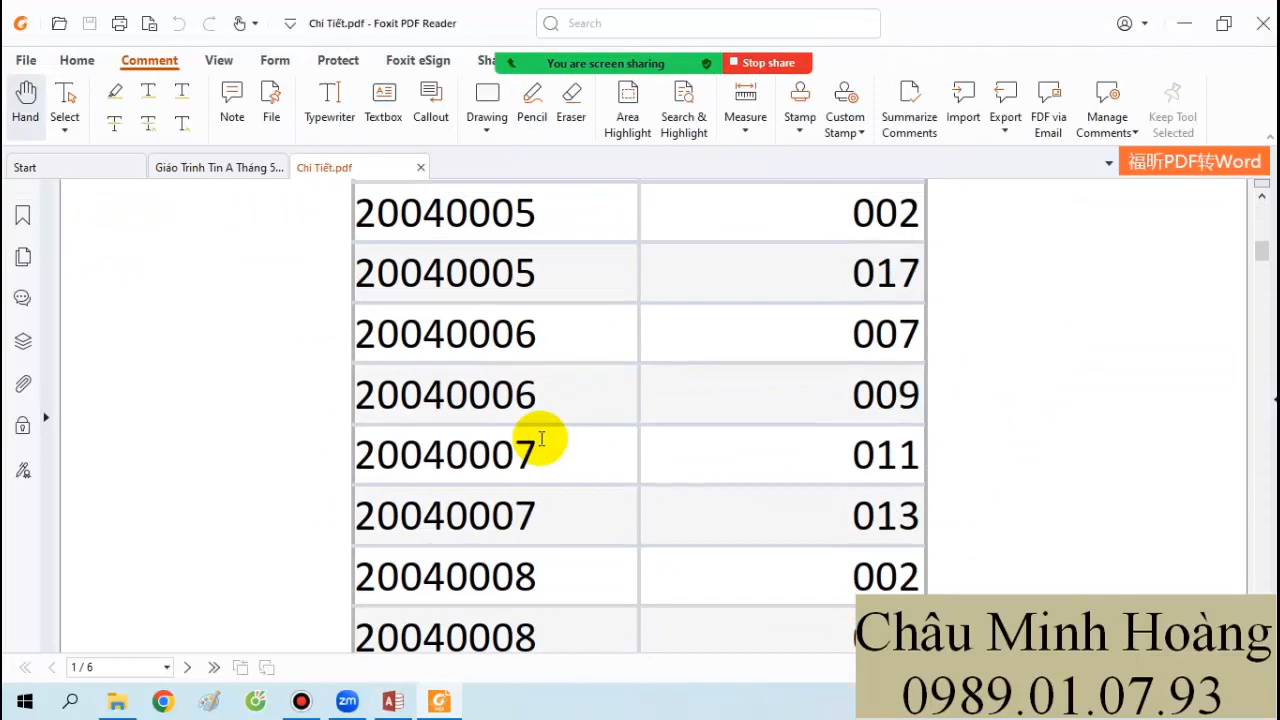 Chi Tiết.pdf - Foxit PDF Reader
Search
File Home Comment View Form Protect Foxit eSign
You are screen sharing
Stop share
Hand
Select
Note
File
Typewriter
Textbox
Callout
Drawing
Pencil
Eraser
Area Highlight
Search & Highlight
Measure
Stamp
Custom Stamp
Summarize Comments
Import
Export
FDF via Email
Manage Comments
Keep Tool Selected
Start
Giáo Trình Tin A Tháng 5...
Chi Tiết.pdf
福昕PDF转Word
20040005 002
20040005 017
20040006 007
20040006 009
20040007 011
20040007 013
20040008 002
20040008
1 / 6
zm
Châu Minh Hoàng
0989.01.07.93